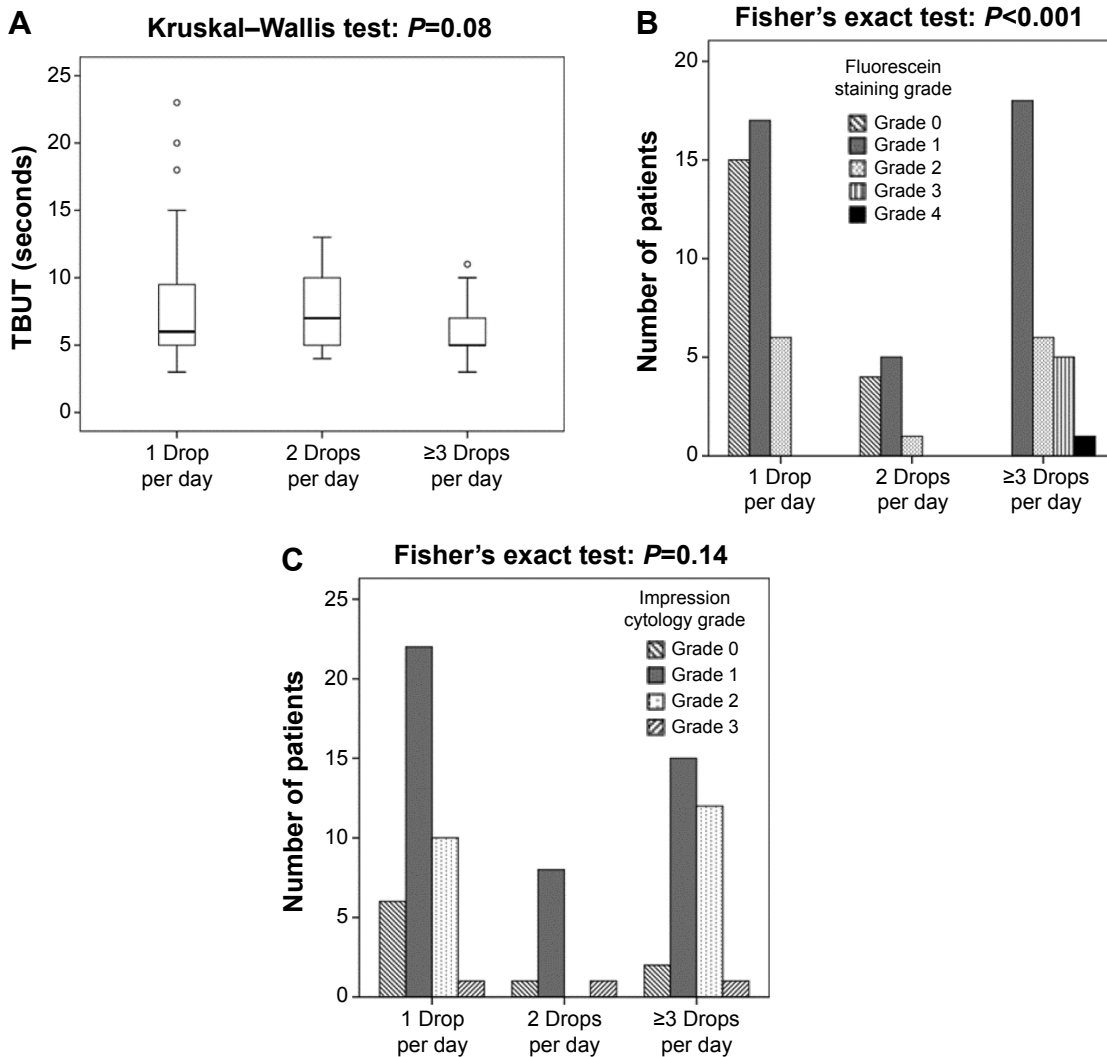 A
Kruskal–Wallis test: P=0.08
TBUT (seconds)
25
20
15
10
5
0
1 Drop
per day
2 Drops
per day
≥3 Drops
per day
B
Fisher’s exact test: P<0.001
Number of patients
20
15
10
5
0
Fluorescein
staining grade
Grade 0
Grade 1
Grade 2
Grade 3
Grade 4
1 Drop
per day
2 Drops
per day
≥3 Drops
per day
C
Fisher’s exact test: P=0.14
Number of patients
25
20
15
10
5
0
Impression
cytology grade
Grade 0
Grade 1
Grade 2
Grade 3
1 Drop
per day
2 Drops
per day
≥3 Drops
per day